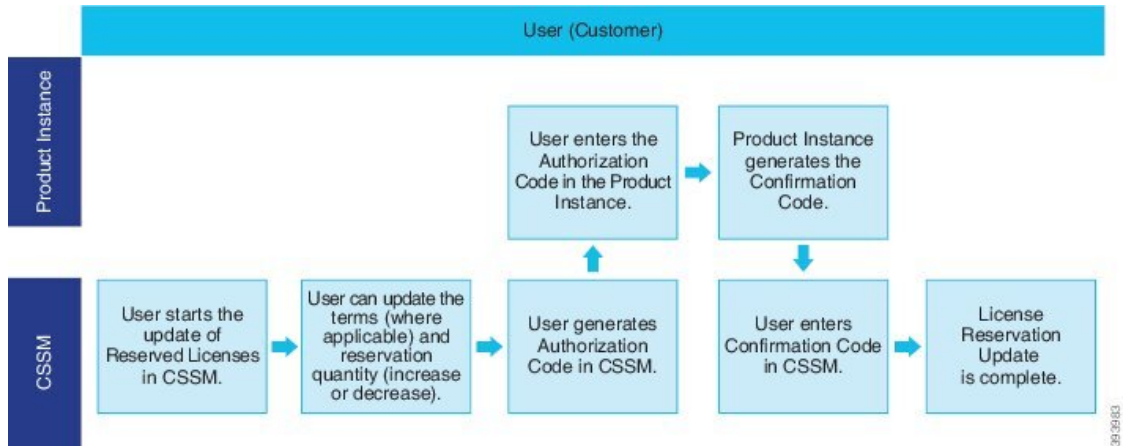 User (Customer)
Product Instance
User enters the
Authorization
Code in the Product
Instance.
Product Instance
generates the
Confirmation
Code.
CSSM
User starts the
update of
Reserved Licenses
in CSSM.
User can update the
terms (where
applicable) and
reservation
quantity (increase
or decrease).
User generates
Authorization
Code in CSSM.
User enters
Confirmation Code
in CSSM.
License
Reservation
Update
is complete.
393983